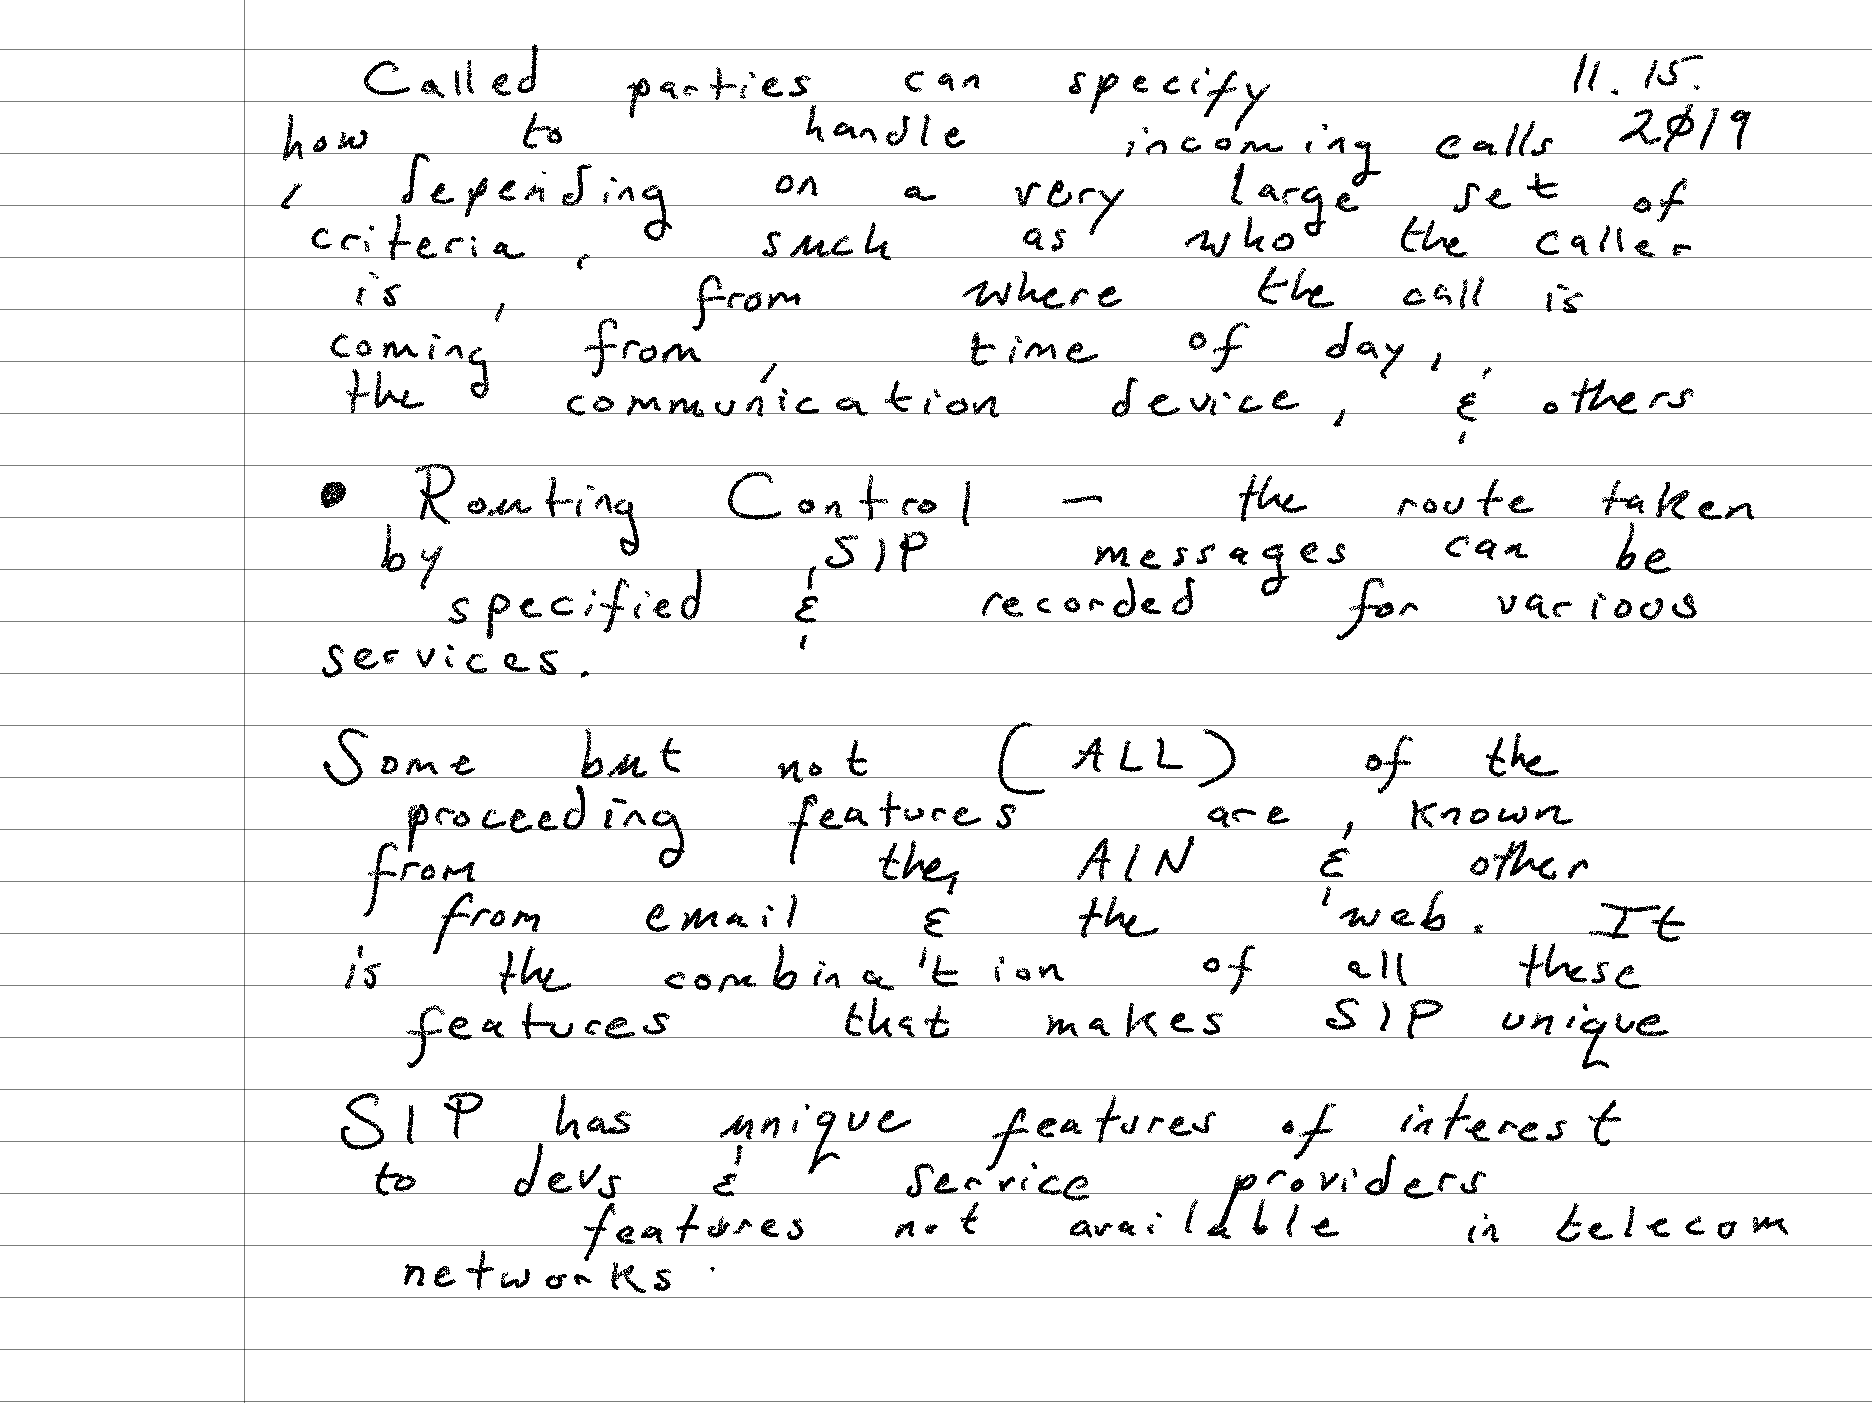 Called parties can specify 11.15.
how to handle incoming calls 2Ø19
, depending on a very large set of
criteria, such as who the caller
is, from where the call is
coming from, time of day,
the communication device, & others
• Routing Control — the route taken
by SIP messages can be
specified & recorded for various
services.
Some but not (ALL) of the
proceeding features are known
from the, AIN & other
from email & the web. It
is the combination of all these
features that makes SIP unique
SIP has unique features of interest
to devs & service providers
features not available in telecom
networks.